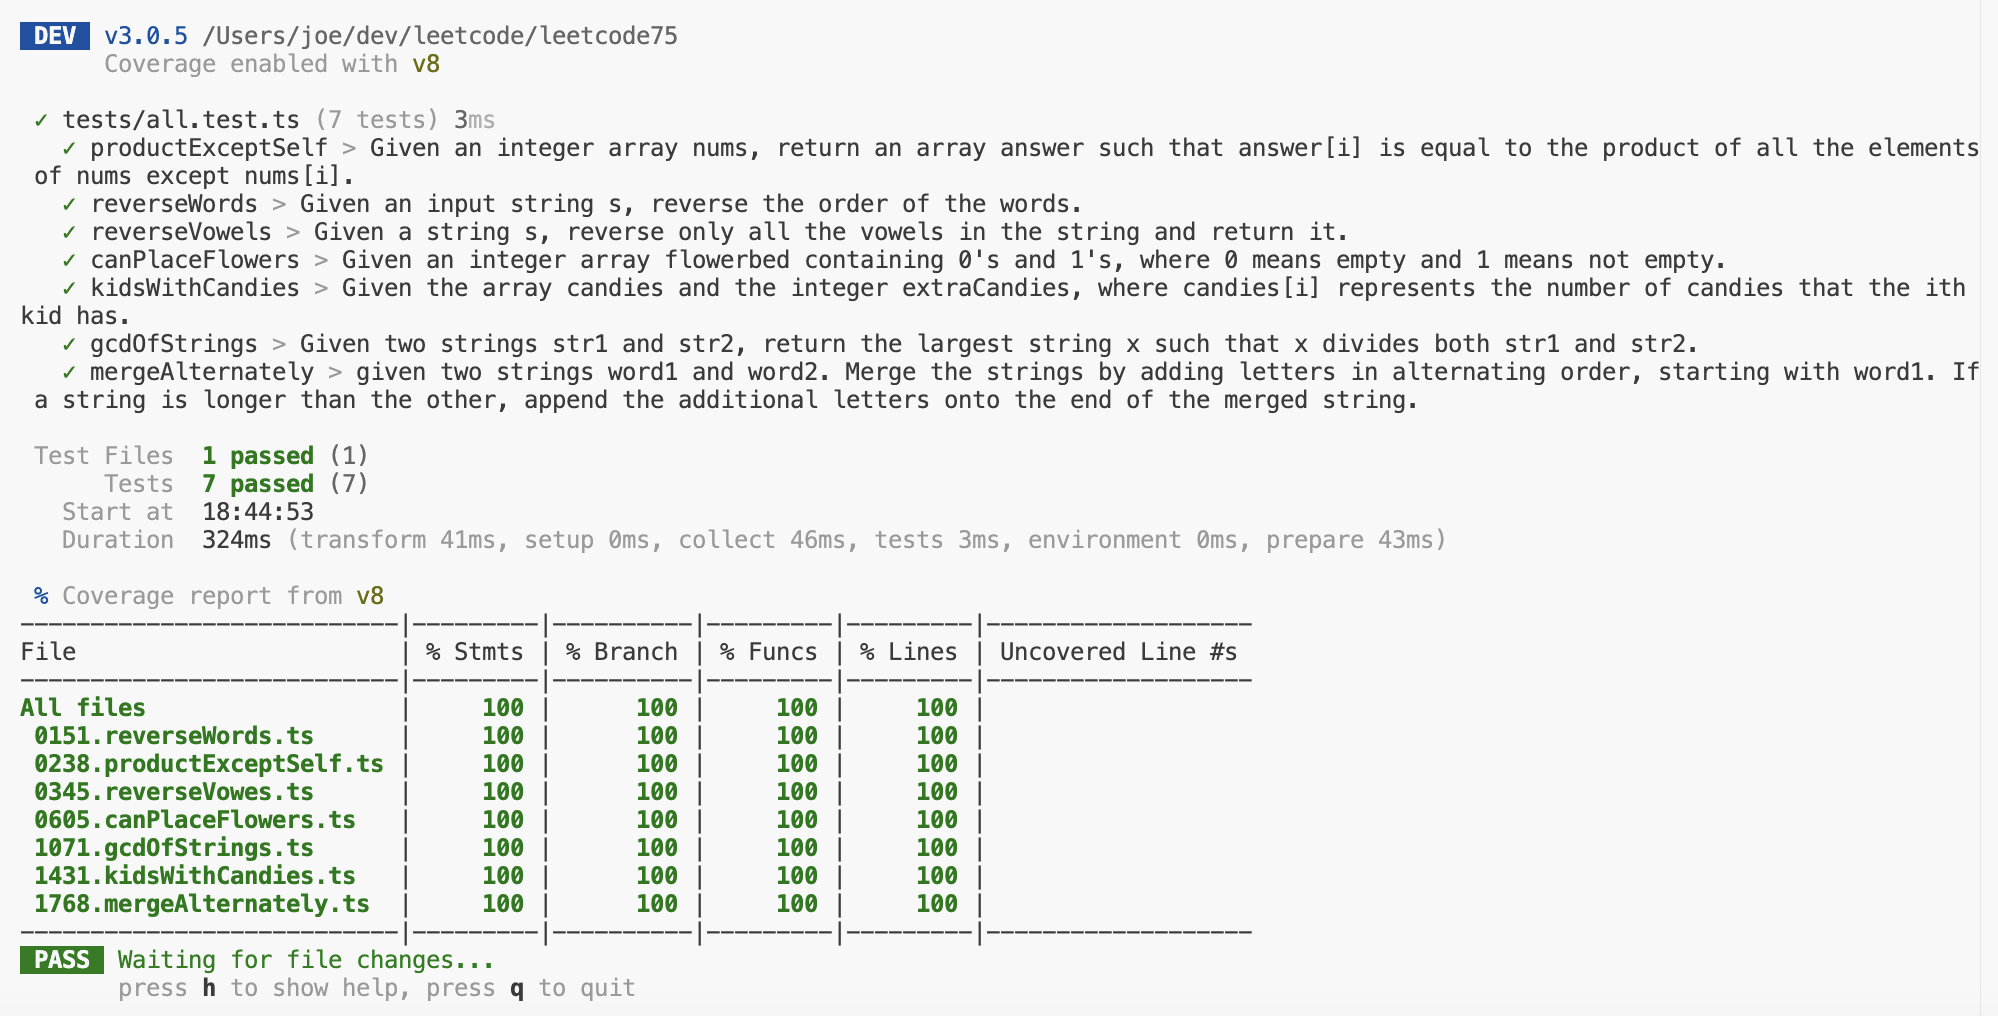 DEV v3.0.5 /Users/joe/dev/leetcode/leetcode75
Coverage enabled with v8
✓ tests/all.test.ts (7 tests) 3ms
✓ productExceptSelf > Given an integer array nums, return an array answer such that answer[i] is equal to the product of all the elements
of nums except nums[i].
✓ reverseWords > Given an input string s, reverse the order of the words.
✓ reverseVowels > Given a string s, reverse only all the vowels in the string and return it.
✓ canPlaceFlowers > Given an integer array flowerbed containing 0's and 1's, where 0 means empty and 1 means not empty.
✓ kidsWithCandies > Given the array candies and the integer extraCandies, where candies[i] represents the number of candies that the ith
kid has.
✓ gcdOfStrings > Given two strings str1 and str2, return the largest string x such that x divides both str1 and str2.
✓ mergeAlternately > given two strings word1 and word2. Merge the strings by adding letters in alternating order, starting with word1. If
a string is longer than the other, append the additional letters onto the end of the merged string.
Test Files 1 passed (1)
Tests 7 passed (7)
Start at 18:44:53
Duration 324ms (transform 41ms, setup 0ms, collect 46ms, tests 3ms, environment 0ms, prepare 43ms)
% Coverage report from v8
File | % Stmts | % Branch | % Funcs | % Lines | Uncovered Line #s
All files | 100 | 100 | 100 | 100 |
0151.reverseWords.ts | 100 | 100 | 100 | 100 |
0238.productExceptSelf.ts | 100 | 100 | 100 | 100 |
0345.reverseVowes.ts | 100 | 100 | 100 | 100 |
0605.canPlaceFlowers.ts | 100 | 100 | 100 | 100 |
1071.gcdOfStrings.ts | 100 | 100 | 100 | 100 |
1431.kidsWithCandies.ts | 100 | 100 | 100 | 100 |
1768.mergeAlternately.ts | 100 | 100 | 100 | 100 |
PASS Waiting for file changes...
press h to show help, press q to quit